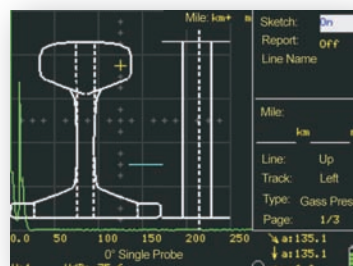 Mile: km+ m
Sketch: On
Report: Off
Line Name
Mile:
km m
Line: Up
Track: Left
Type: Gass Pres
Page: 1/3
0.0 50 100 150 200 250
0° Single Probe
a:135.1
a:135.1